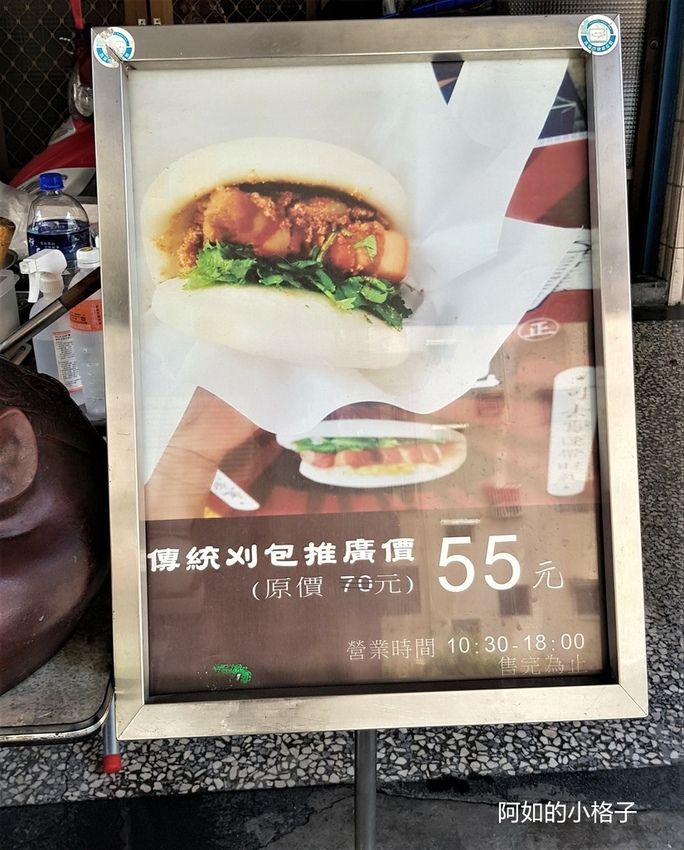 正
傳統刈包推廣價 55元
(原價 70元)
營業時間 10:30-18:00
售完為止
阿如的小格子